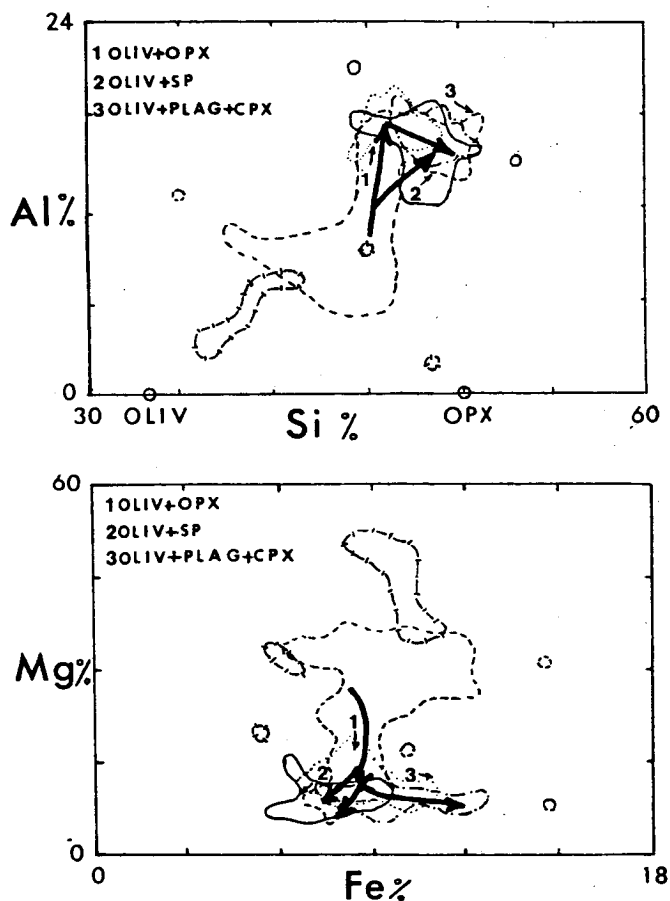 24
1 OLIV+OPX
2 OLIV+SP
3 OLIV+PLAG+CPX
3
1
2
Al%
0
30 OLIV Si % OPX 60
60
1 OLIV+OPX
2 OLIV+SP
3 OLIV+PLAG+CPX
Mg%
1
2
3
0
0 Fe% 18